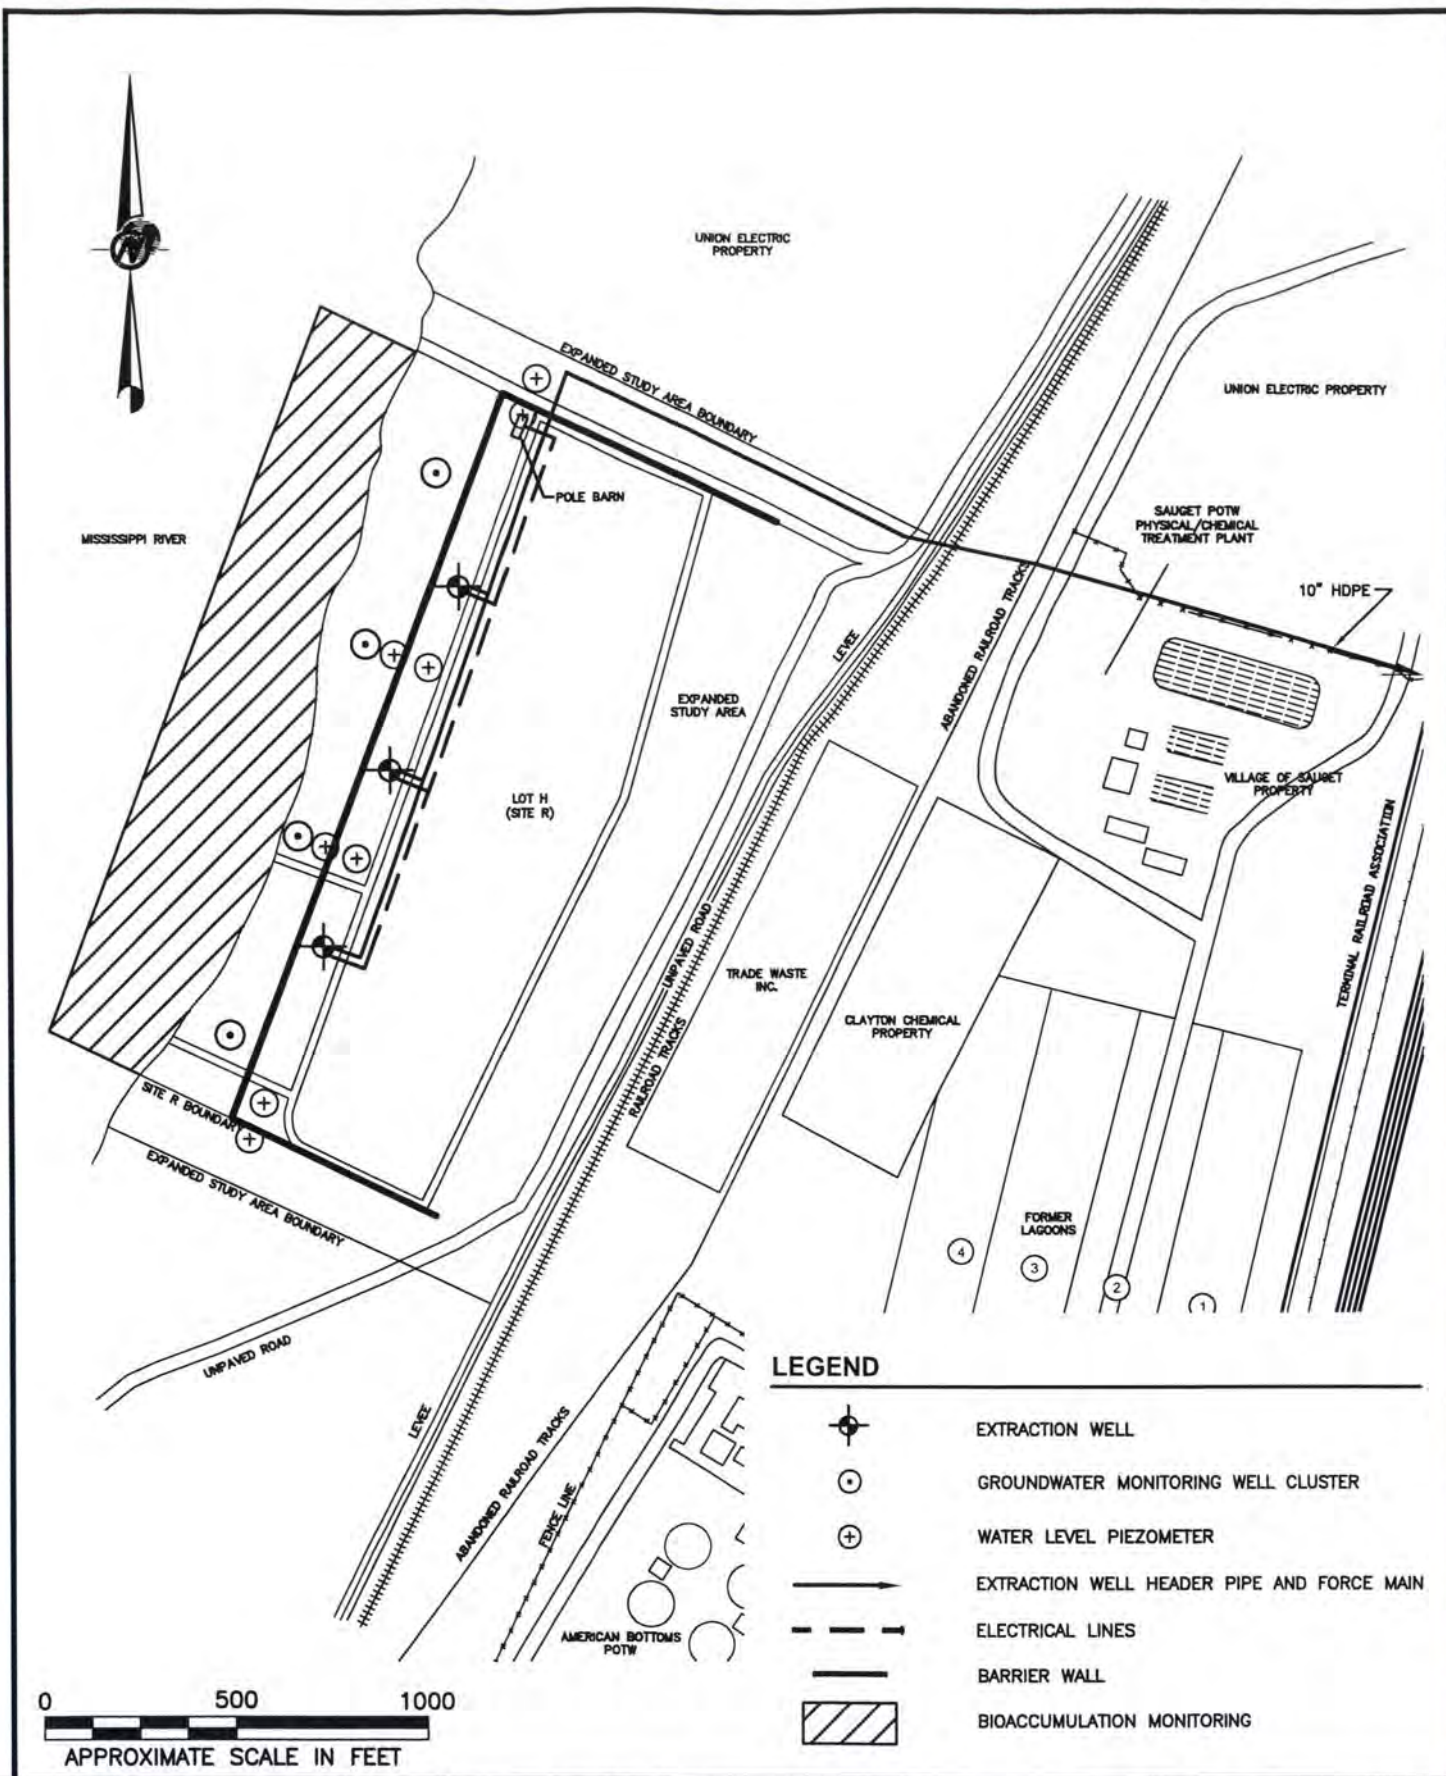 N
UNION ELECTRIC
PROPERTY
EXPANDED STUDY AREA BOUNDARY
UNION ELECTRIC PROPERTY
POLE BARN
MISSISSIPPI RIVER
SAUGET POTW
PHYSICAL/CHEMICAL
TREATMENT PLANT
10" HDPE
ABANDONED RAILROAD TRACKS
LEVEE
EXPANDED
STUDY AREA
LOT H
(SITE R)
VILLAGE OF SAUGET
PROPERTY
TERMINAL RAILROAD ASSOCIATION
UNPAVED ROAD
RAILROAD TRACKS
TRADE WASTE
INC.
CLAYTON CHEMICAL
PROPERTY
SITE R BOUNDARY
EXPANDED STUDY AREA BOUNDARY
FORMER
LAGOONS
4
3
2
1
UNPAVED ROAD
LEVEE
ABANDONED RAILROAD TRACKS
FENCE LINE
AMERICAN BOTTOMS
POTW
LEGEND
EXTRACTION WELL
GROUNDWATER MONITORING WELL CLUSTER
WATER LEVEL PIEZOMETER
EXTRACTION WELL HEADER PIPE AND FORCE MAIN
ELECTRICAL LINES
BARRIER WALL
BIOACCUMULATION MONITORING
0 500 1000
APPROXIMATE SCALE IN FEET